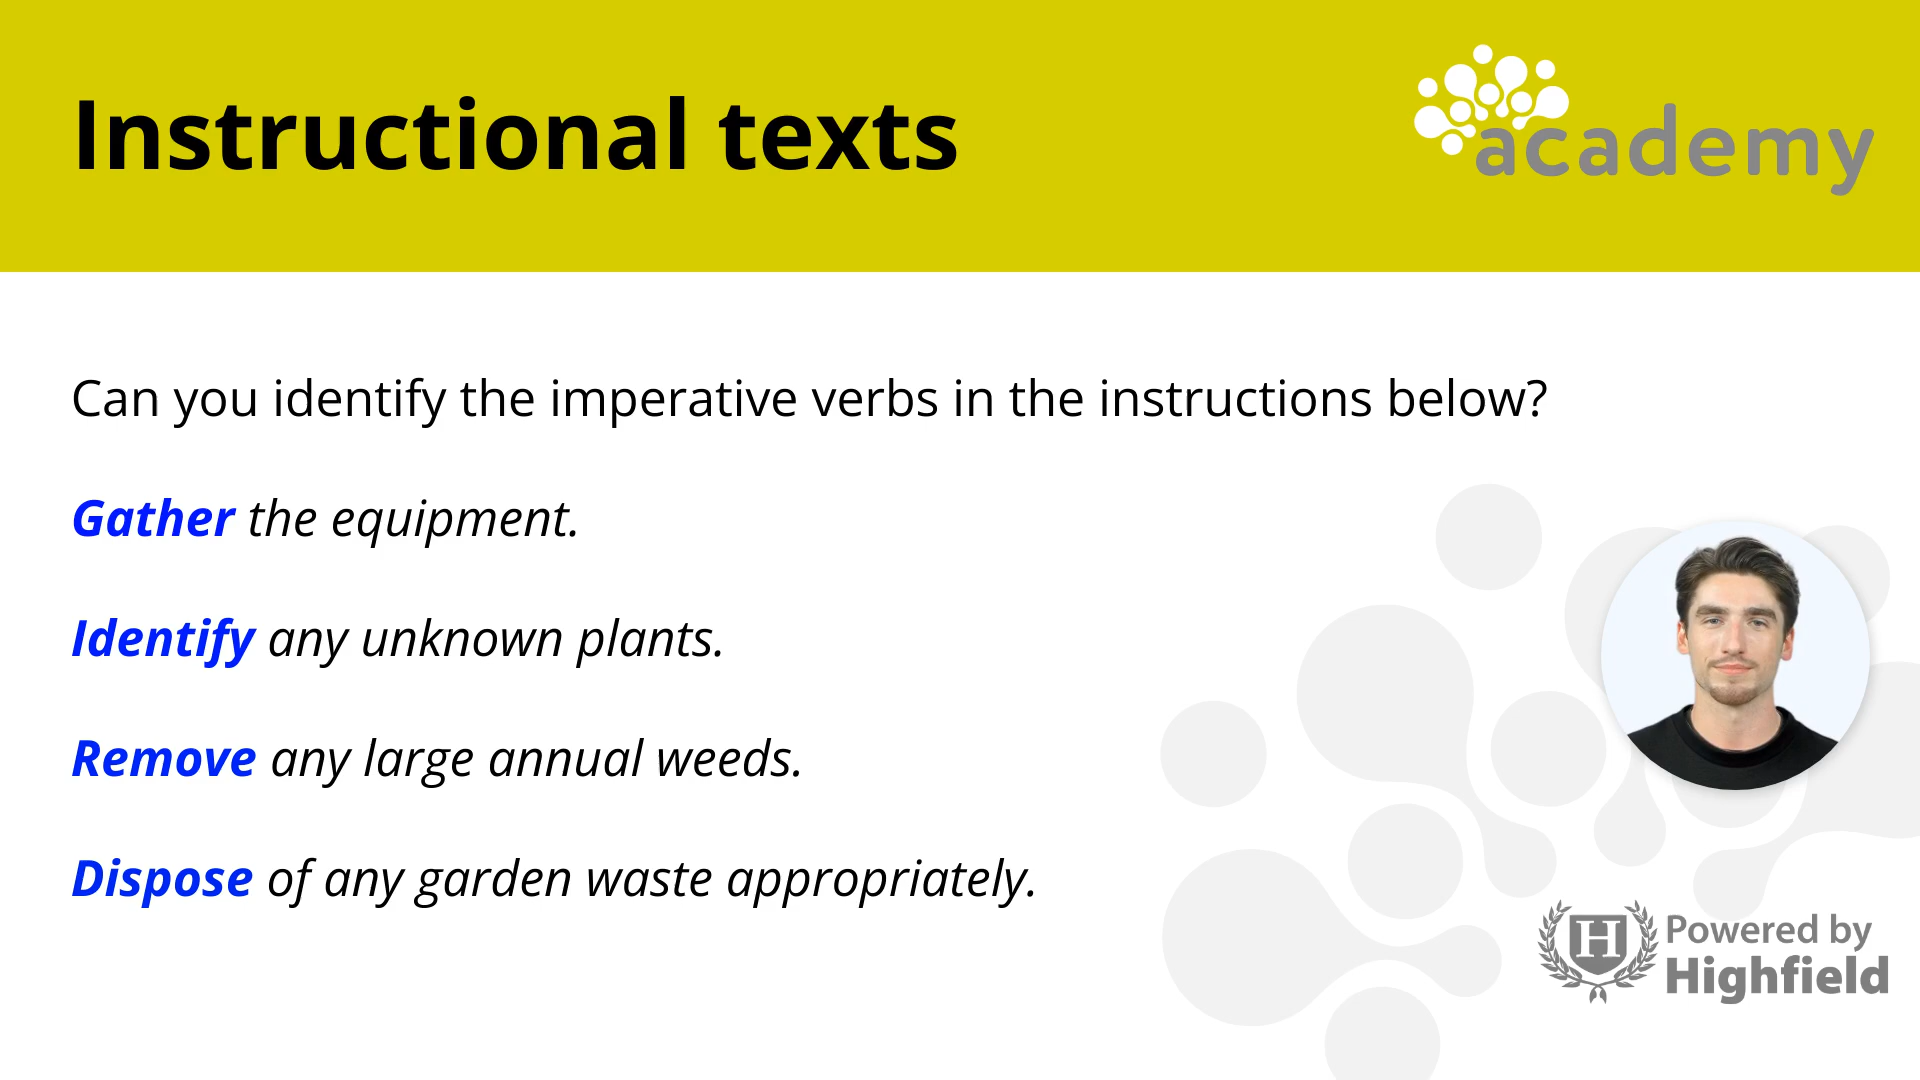 Instructional texts
academy
Can you identify the imperative verbs in the instructions below?
Gather the equipment.
Identify any unknown plants.
Remove any large annual weeds.
Dispose of any garden waste appropriately.
H
Powered by
Highfield